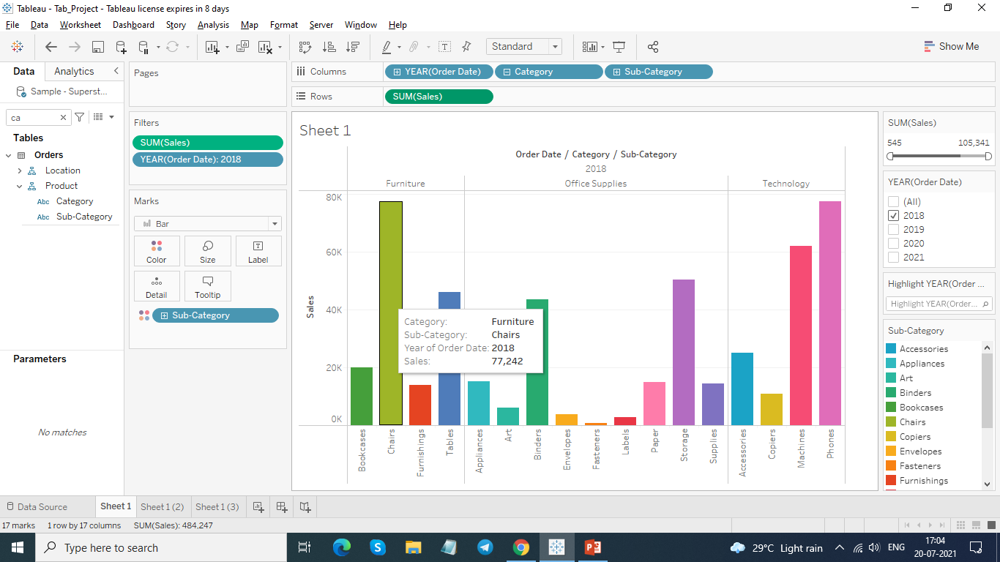 Tableau - Tab_Project - Tableau license expires in 8 days
File Data Worksheet Dashboard Story Analysis Map Format Server Window Help
Standard
Show Me
Data Analytics
Sample - Superst...
ca
Tables
Orders
Location
Product
Abc Category
Abc Sub-Category
Parameters
No matches
Pages
Filters
SUM(Sales)
YEAR(Order Date): 2018
Marks
Bar
Color Size Label
Detail Tooltip
Sub-Category
Columns YEAR(Order Date) Category Sub-Category
Rows SUM(Sales)
Sheet 1
Order Date / Category / Sub-Category
2018
Furniture Office Supplies Technology
80K
60K
40K
20K
0K
Sales
Category: Furniture
Sub-Category: Chairs
Year of Order Date: 2018
Sales: 77,242
Bookcases Chairs Furnishings Tables Appliances Art Binders Envelopes Fasteners Labels Paper Storage Supplies Accessories Copiers Machines Phones
SUM(Sales)
545 105,341
YEAR(Order Date)
(All)
2018
2019
2020
2021
Highlight YEAR(Order ...
Highlight YEAR(Order...
Sub-Category
Accessories
Appliances
Art
Binders
Bookcases
Chairs
Copiers
Envelopes
Fasteners
Furnishings
Data Source Sheet 1 Sheet 1 (2) Sheet 1 (3)
17 marks 1 row by 17 columns SUM(Sales): 484,247
Type here to search
29°C Light rain
ENG
17:04
20-07-2021